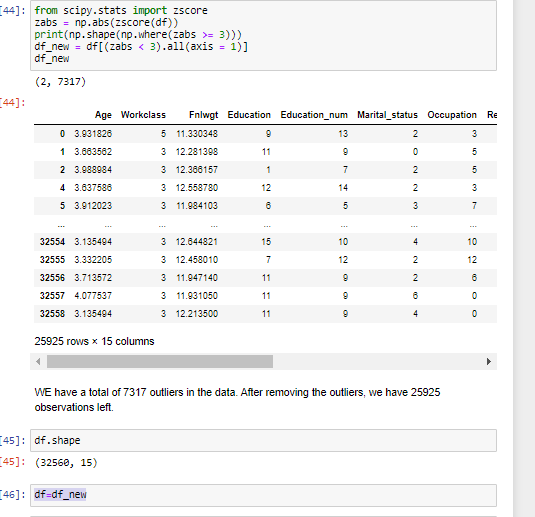 [44]: from scipy.stats import zscore
zabs = np.abs(zscore(df))
print(np.shape(np.where(zabs >= 3)))
df_new = df[(zabs < 3).all(axis = 1)]
df_new
(2, 7317)
[44]:
Age Workclass Fnlwgt Education Education_num Marital_status Occupation Re
0 3.931826 5 11.330348 9 13 2 3
1 3.663562 3 12.281398 11 9 0 5
2 3.988984 3 12.366157 1 7 2 5
4 3.637586 3 12.558780 12 14 2 3
5 3.912023 3 11.984103 6 5 3 7
... ... ... ... ... ... ... ...
32554 3.135494 3 12.644821 15 10 4 10
32555 3.332205 3 12.458010 7 12 2 12
32556 3.713572 3 11.947140 11 9 2 6
32557 4.077537 3 11.931050 11 9 6 0
32558 3.135494 3 12.213500 11 9 4 0
25925 rows × 15 columns
WE have a total of 7317 outliers in the data. After removing the outliers, we have 25925
observations left.
[45]: df.shape
[45]: (32560, 15)
[46]: df=df_new